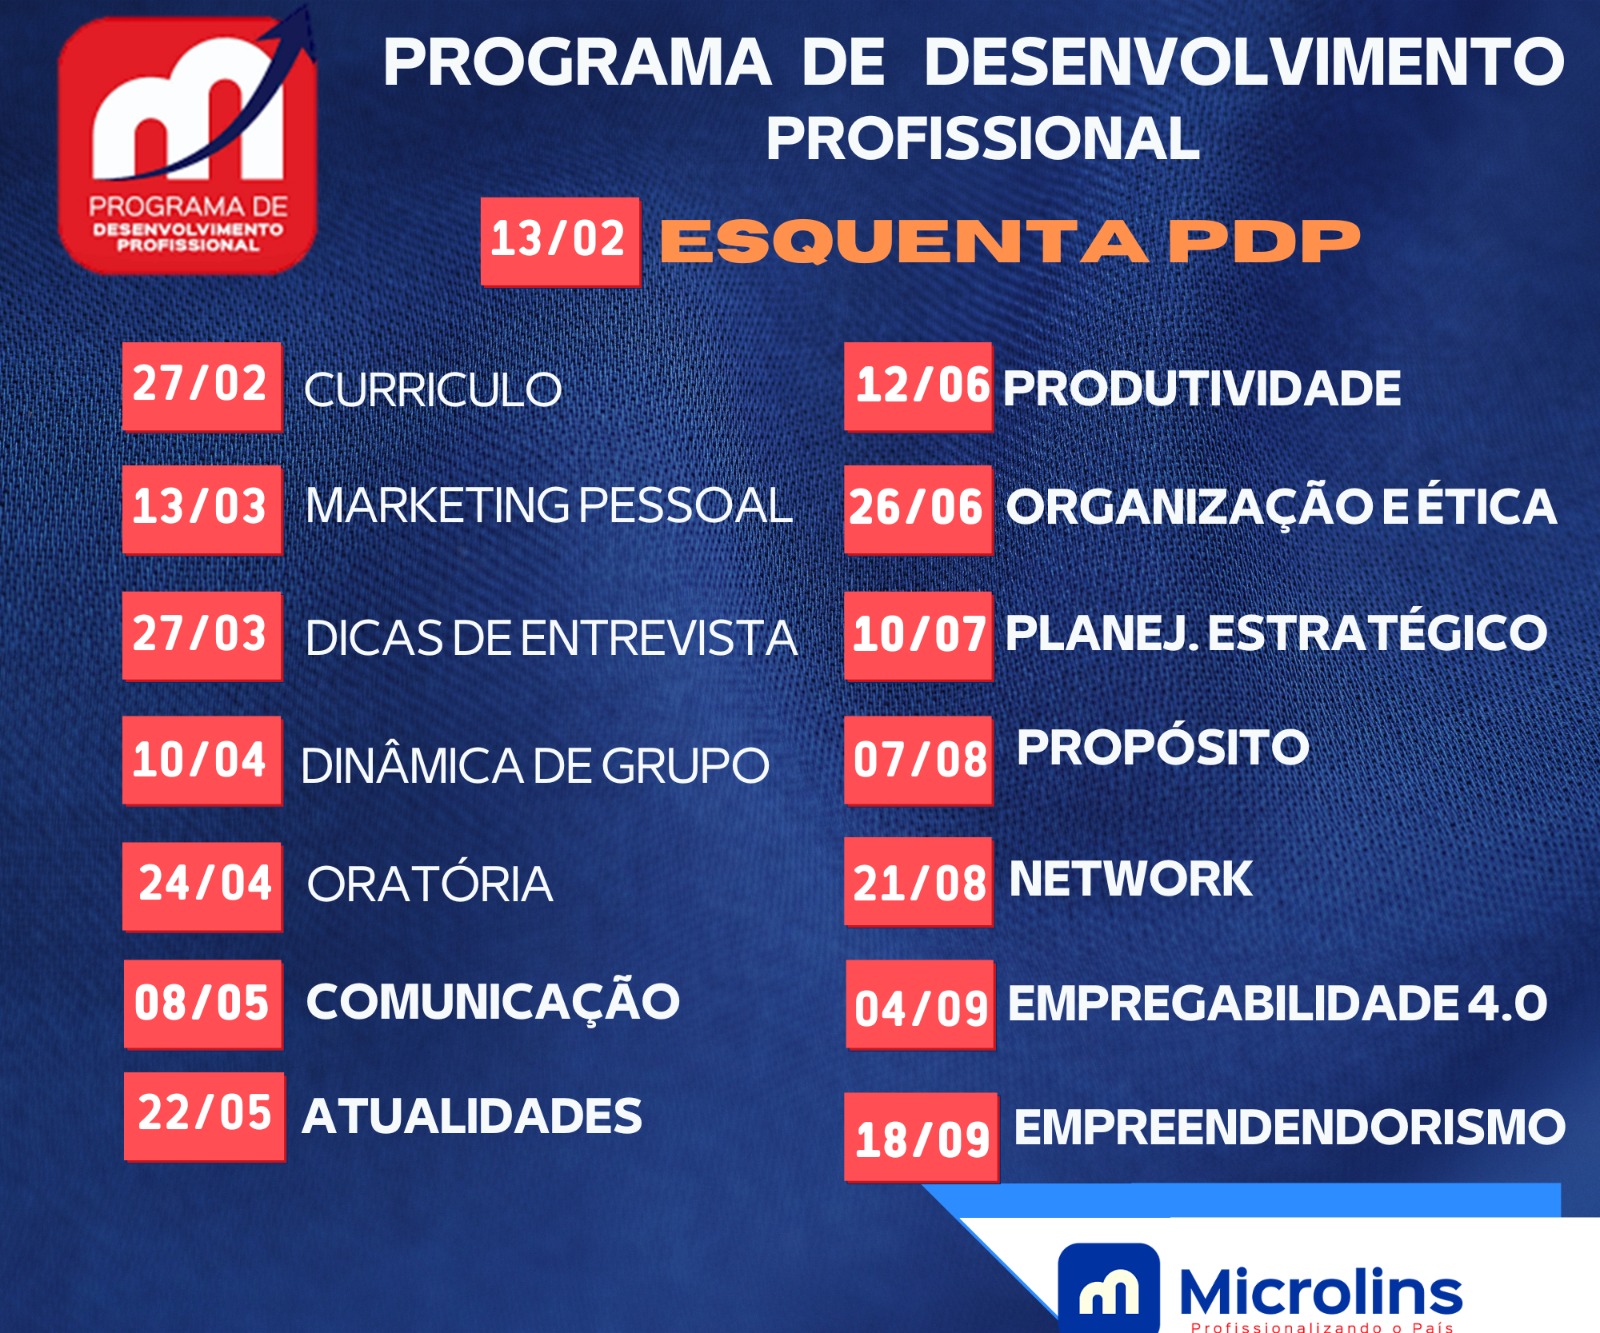 PROGRAMA DE DESENVOLVIMENTO
PROFISSIONAL
PROGRAMA DE
DESENVOLVIMENTO
PROFISSIONAL
13/02 ESQUENTA PDP
27/02 CURRICULO
13/03 MARKETING PESSOAL
27/03 DICAS DE ENTREVISTA
10/04 DINÂMICA DE GRUPO
24/04 ORATÓRIA
08/05 COMUNICAÇÃO
22/05 ATUALIDADES
12/06 PRODUTIVIDADE
26/06 ORGANIZAÇÃO E ÉTICA
10/07 PLANEJ. ESTRATÉGICO
07/08 PROPÓSITO
21/08 NETWORK
04/09 EMPREGABILIDADE 4.0
18/09 EMPREENDENDORISMO
Microlins
Profissionalizando o País